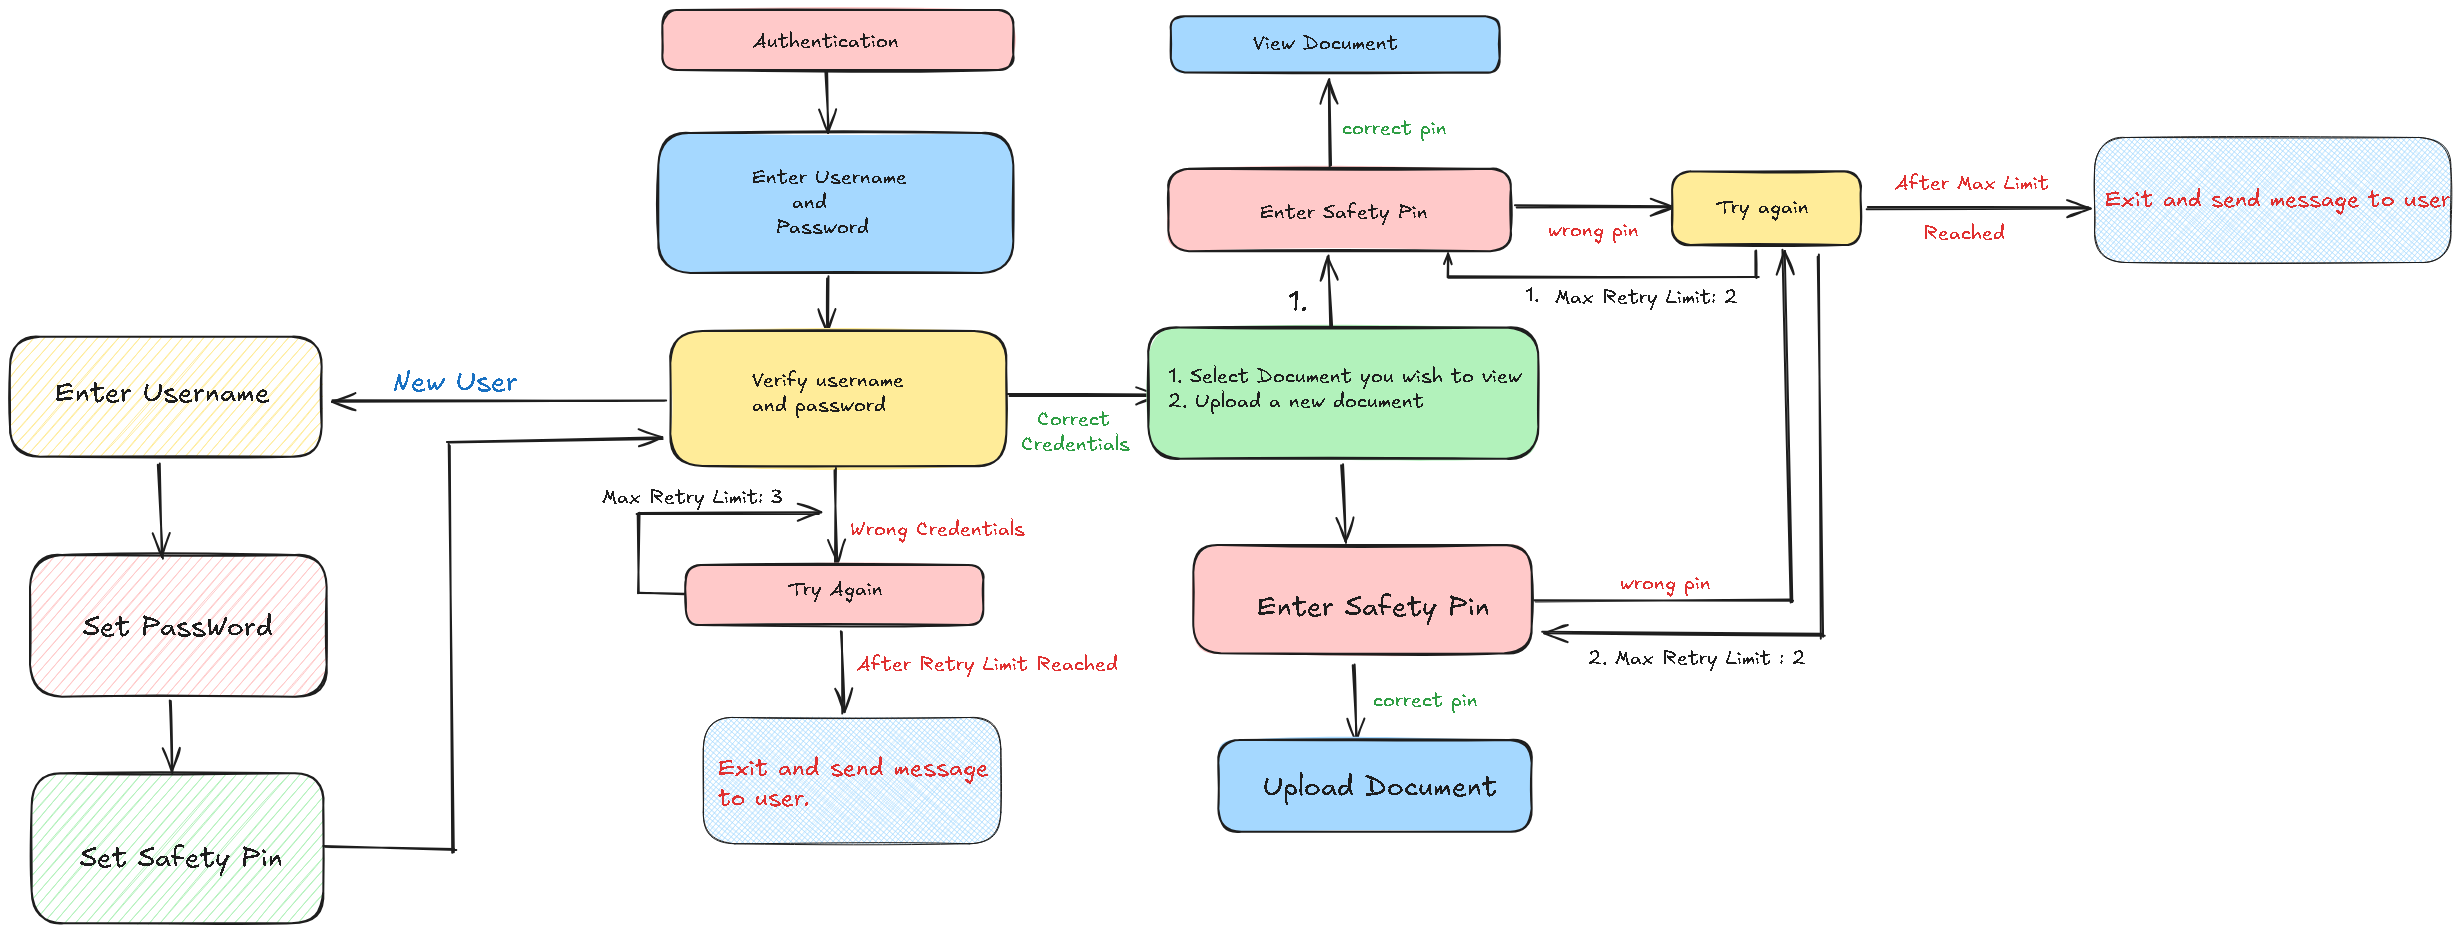 Authentication
View Document
correct pin
Enter Username
and
Password
Enter Safety Pin
wrong pin
Try again
After Max Limit
Reached
Exit and send message to user
1.
1. Max Retry Limit: 2
Enter Username
New User
Verify username
and password
Correct
Credentials
1. Select Document you wish to view
2. Upload a new document
Max Retry Limit: 3
Wrong Credentials
Try Again
Set PassWord
Enter Safety Pin
wrong pin
2. Max Retry Limit : 2
After Retry Limit Reached
correct pin
Exit and send message
to user.
Upload Document
Set Safety Pin